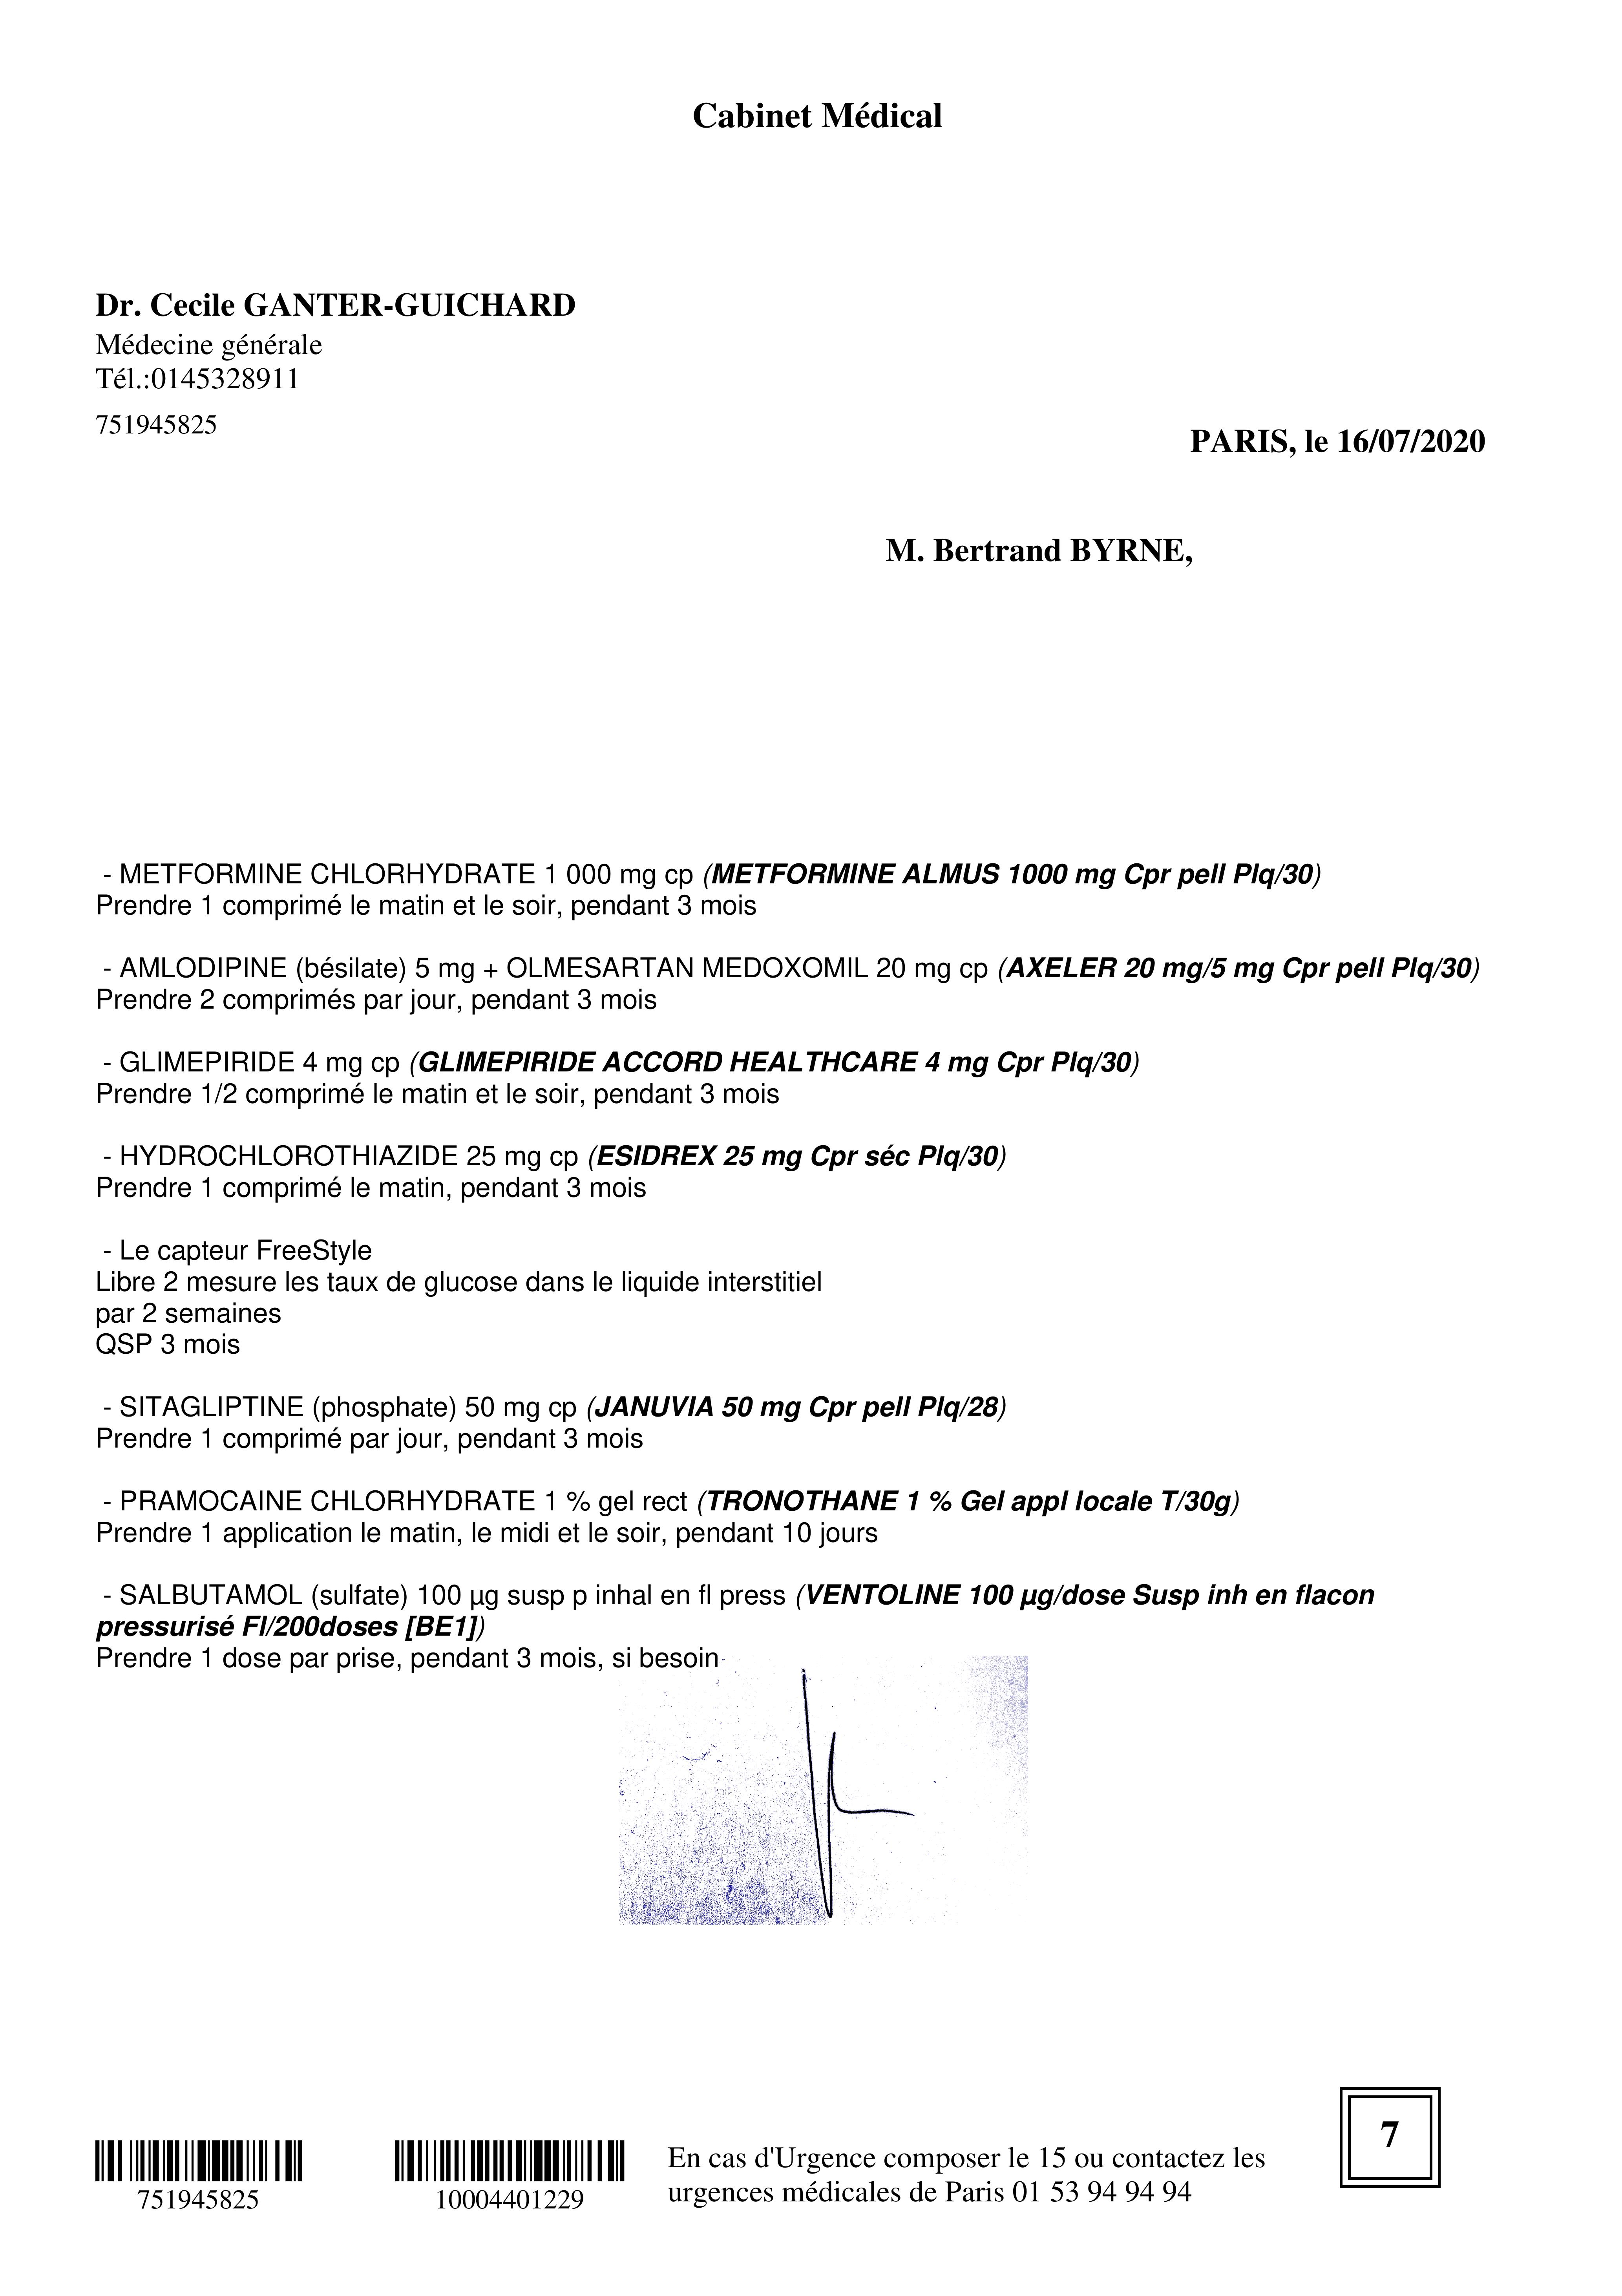 Cabinet Médical
Dr. Cecile GANTER-GUICHARD
Médecine générale
Tél.:0145328911
751945825
PARIS, le 16/07/2020
M. Bertrand BYRNE,
- METFORMINE CHLORHYDRATE 1 000 mg cp (METFORMINE ALMUS 1000 mg Cpr pell Plq/30)
Prendre 1 comprimé le matin et le soir, pendant 3 mois
- AMLODIPINE (bésilate) 5 mg + OLMESARTAN MEDOXOMIL 20 mg cp (AXELER 20 mg/5 mg Cpr pell Plq/30)
Prendre 2 comprimés par jour, pendant 3 mois
- GLIMEPIRIDE 4 mg cp (GLIMEPIRIDE ACCORD HEALTHCARE 4 mg Cpr Plq/30)
Prendre 1/2 comprimé le matin et le soir, pendant 3 mois
- HYDROCHLOROTHIAZIDE 25 mg cp (ESIDREX 25 mg Cpr séc Plq/30)
Prendre 1 comprimé le matin, pendant 3 mois
- Le capteur FreeStyle
Libre 2 mesure les taux de glucose dans le liquide interstitiel
par 2 semaines
QSP 3 mois
- SITAGLIPTINE (phosphate) 50 mg cp (JANUVIA 50 mg Cpr pell Plq/28)
Prendre 1 comprimé par jour, pendant 3 mois
- PRAMOCAINE CHLORHYDRATE 1 % gel rect (TRONOTHANE 1 % Gel appl locale T/30g)
Prendre 1 application le matin, le midi et le soir, pendant 10 jours
- SALBUTAMOL (sulfate) 100 µg susp p inhal en fl press (VENTOLINE 100 µg/dose Susp inh en flacon
pressurisé Fl/200doses [BE1])
Prendre 1 dose par prise, pendant 3 mois, si besoin
7
En cas d'Urgence composer le 15 ou contactez les
urgences médicales de Paris 01 53 94 94 94
751945825
10004401229